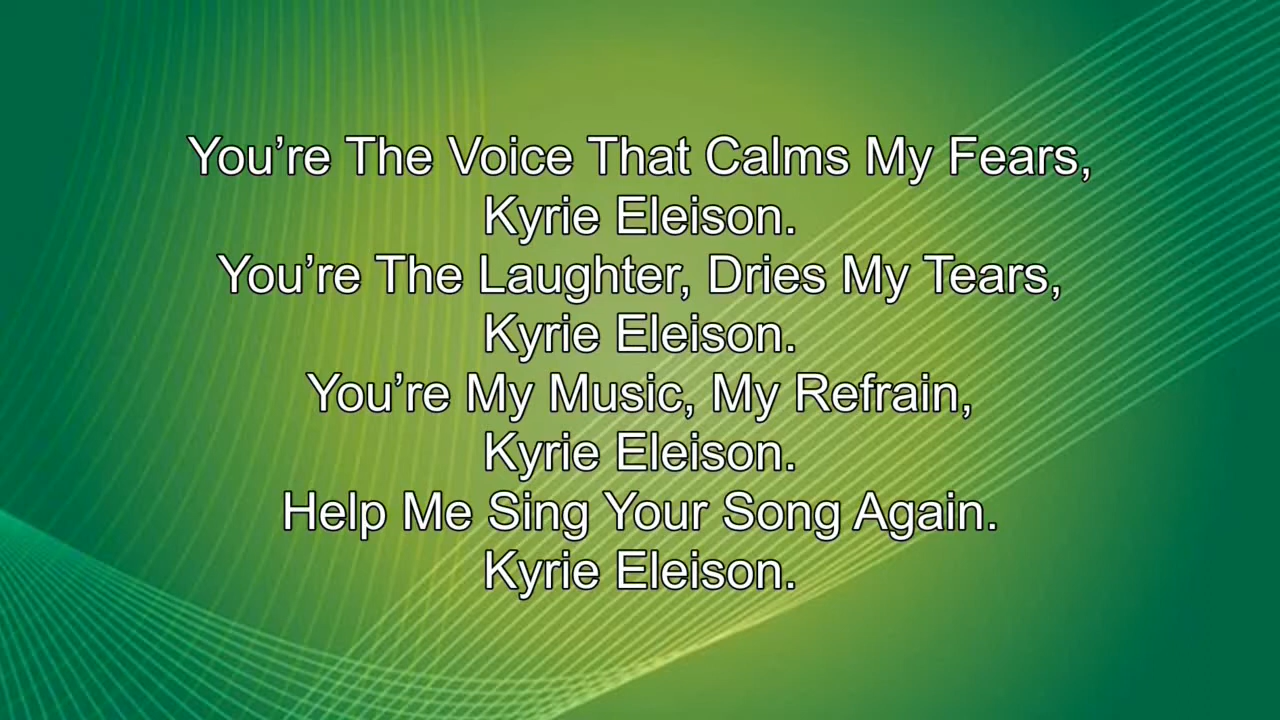 You’re The Voice That Calms My Fears,
Kyrie Eleison.
You’re The Laughter, Dries My Tears,
Kyrie Eleison.
You’re My Music, My Refrain,
Kyrie Eleison.
Help Me Sing Your Song Again.
Kyrie Eleison.